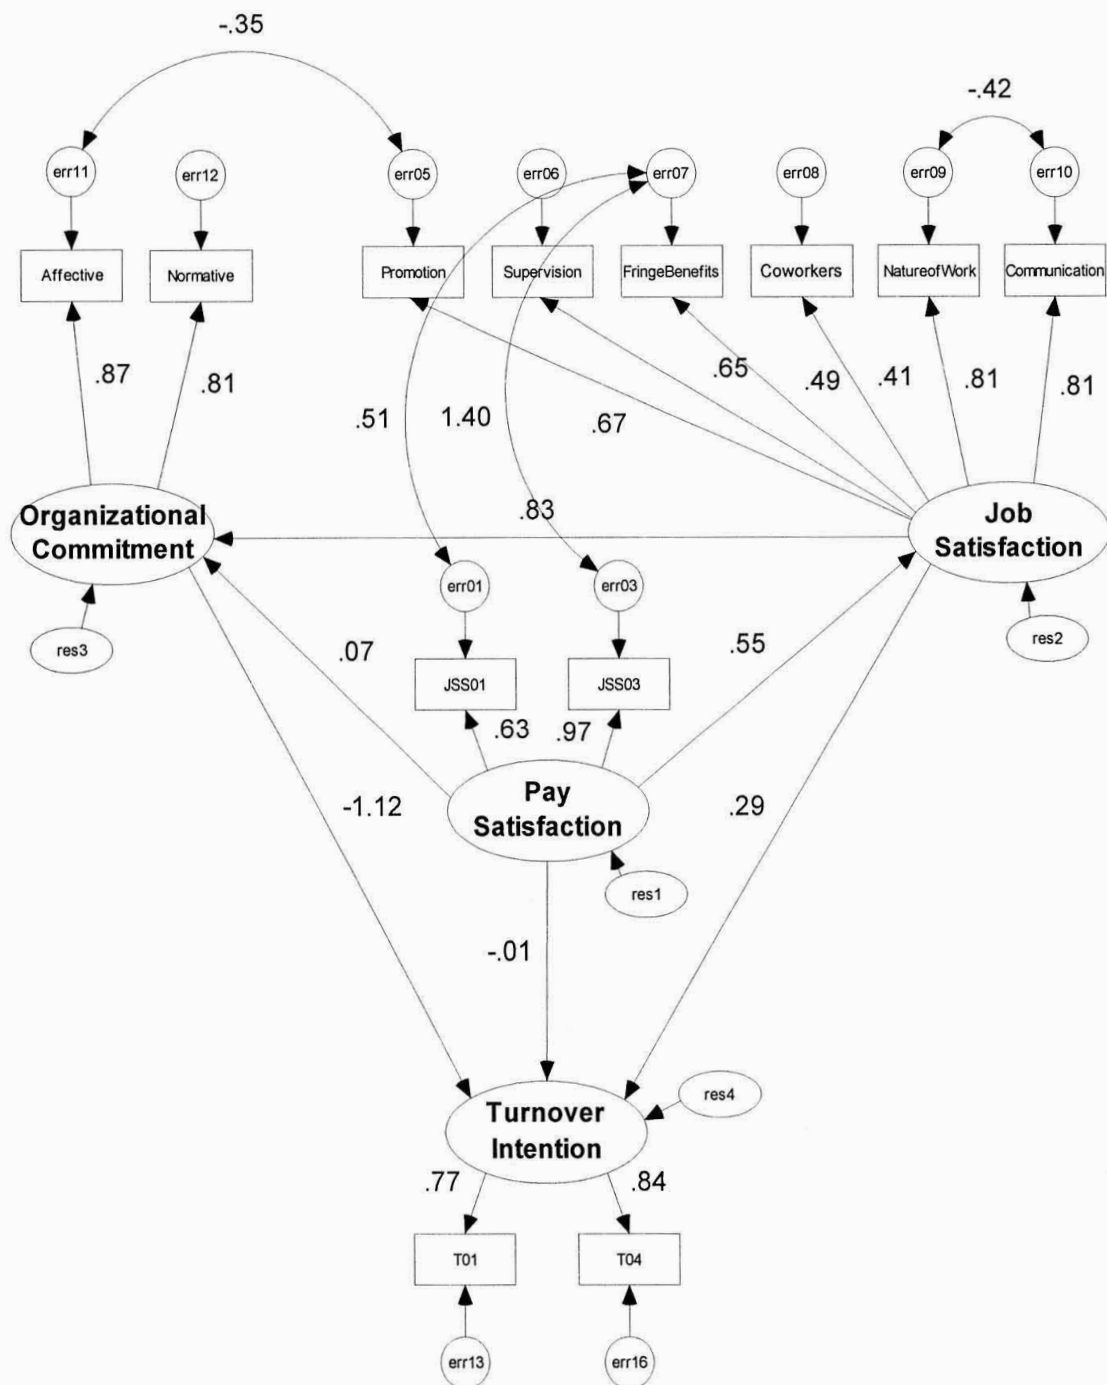 -.35
-.42
err11
err12
err05
err06
err07
err08
err09
err10
Affective
Normative
Promotion
Supervision
FringeBenefits
Coworkers
NatureofWork
Communication
.87
.81
.51
1.40
.67
.65
.49
.41
.81
.81
Organizational
Commitment
.83
Job
Satisfaction
err01
err03
res3
res2
.07
JSS01
JSS03
.55
.63
.97
Pay
Satisfaction
-1.12
.29
res1
-.01
Turnover
Intention
res4
.77
.84
T01
T04
err13
err16